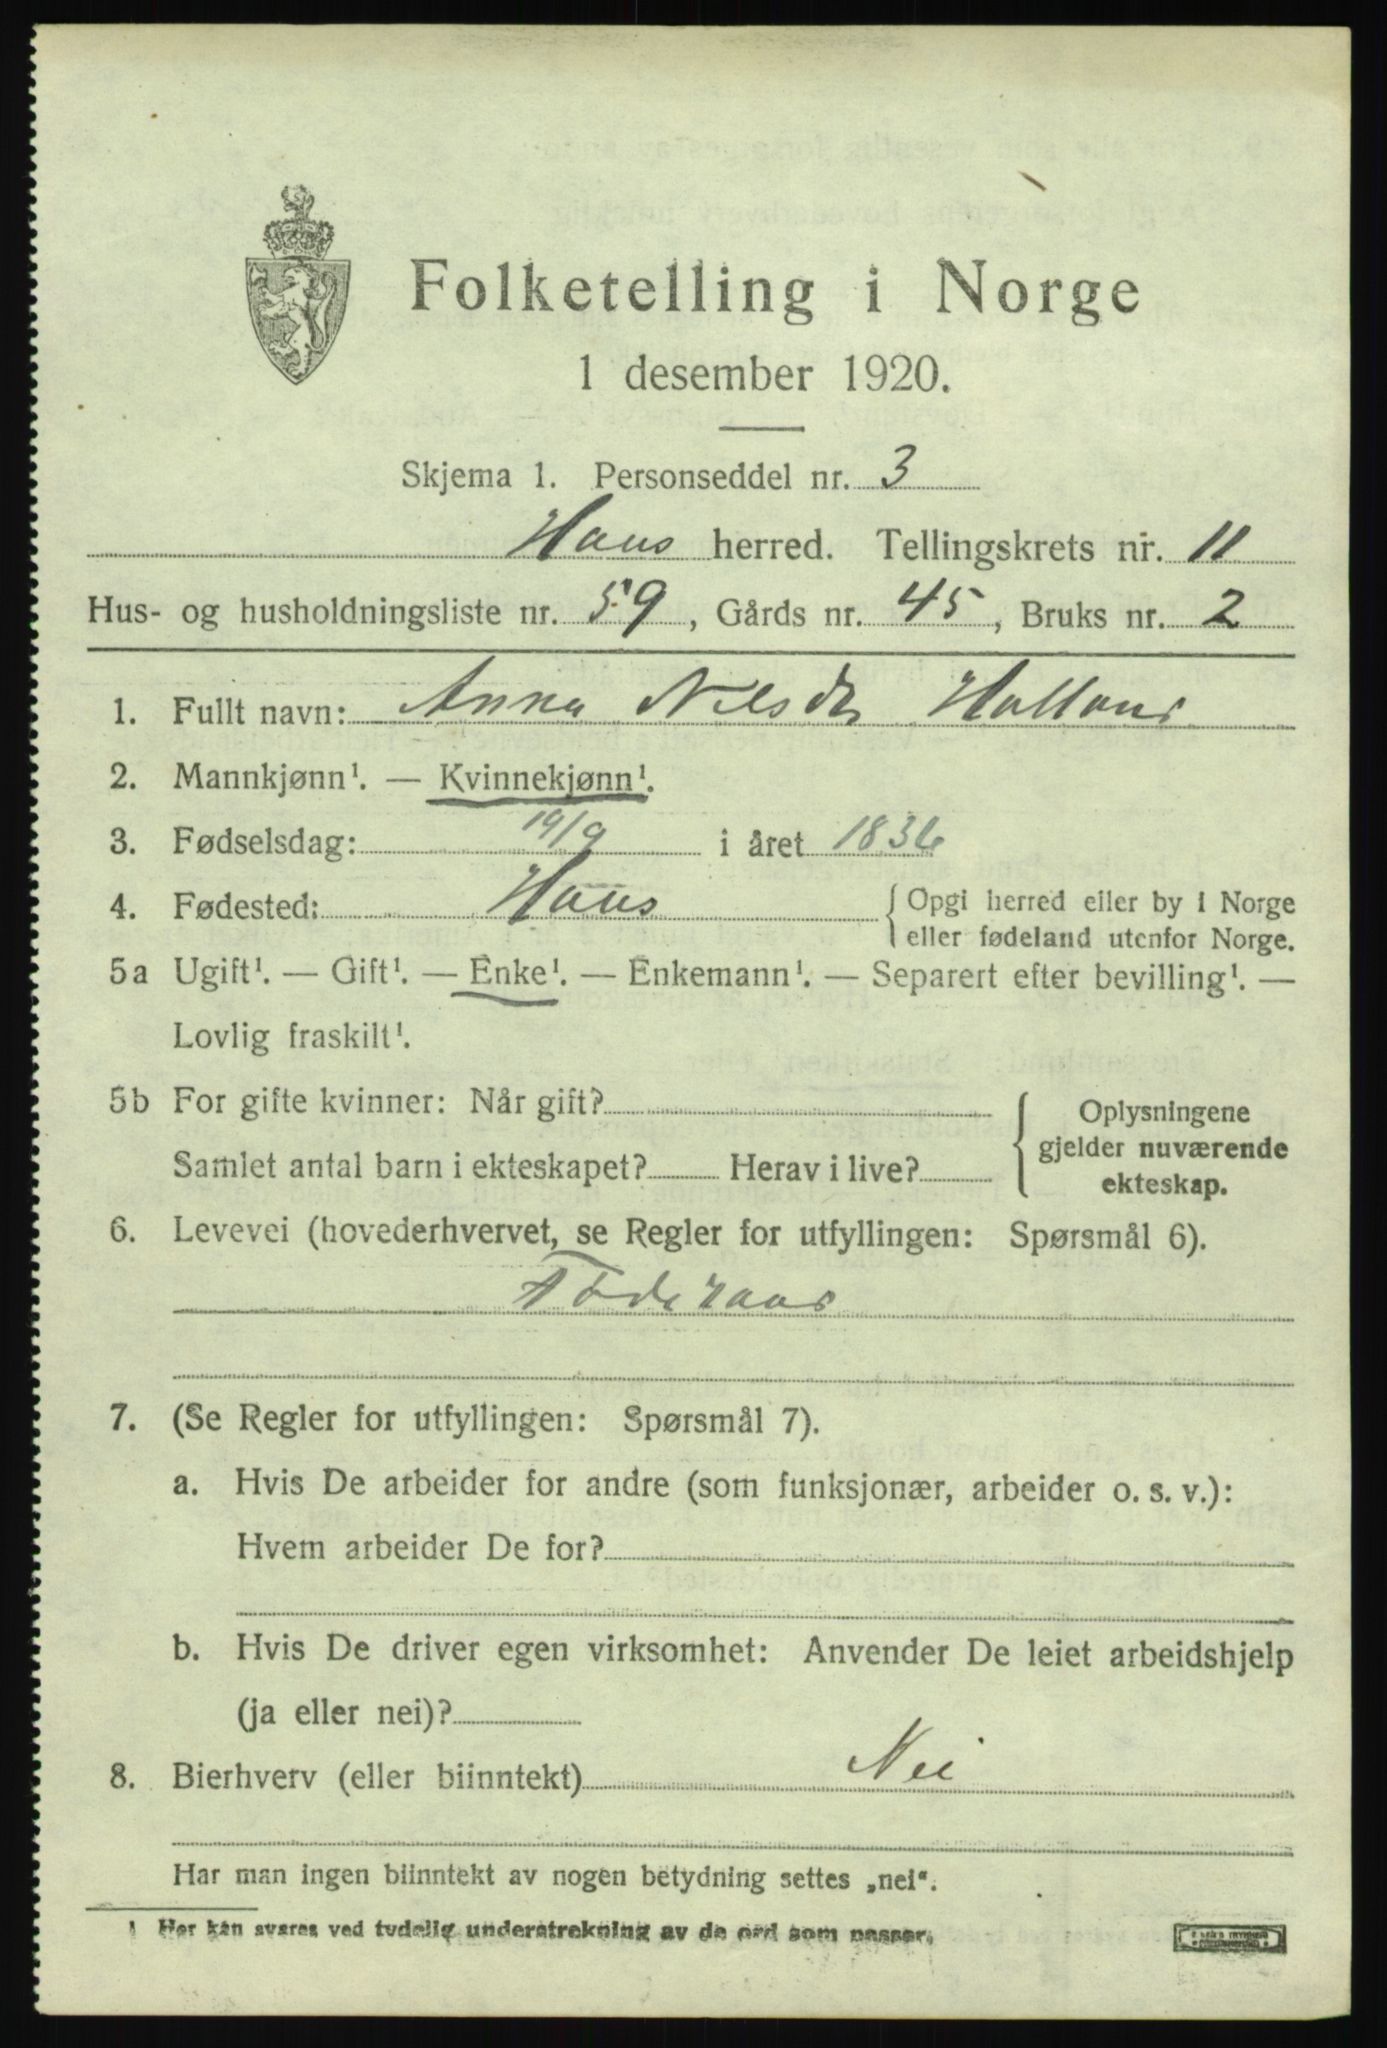 Folketelling i Norge
1 desember 1920.
Skjema 1. Personseddel nr. 3
Haus herred. Tellingskrets nr. 11
Hus- og husholdningsliste nr. 59, Gårds nr. 45, Bruks nr. 2
1. Fullt navn: Anna Nilsdtr
2. Mannkjønn¹. — Kvinnekjønn¹.
3. Fødselsdag: 19/9 i året 1836
4. Fødested: Haus { Opgi herred eller by i Norge
eller fødeland utenfor Norge.
5a Ugift¹. — Gift¹. — Enke¹. — Enkemann¹. — Separert efter bevilling¹. —
Lovlig fraskilt¹.
5b For gifte kvinner: Når gift? { Oplysningene
gjelder nuværende
Samlet antal barn i ekteskapet? Herav i live? ekteskap.
6. Levevei (hovederhvervet, se Regler for utfyllingen: Spørsmål 6).
7. (Se Regler for utfyllingen: Spørsmål 7).
a. Hvis De arbeider for andre (som funksjonær, arbeider o. s. v.):
Hvem arbeider De for?
b. Hvis De driver egen virksomhet: Anvender De leiet arbeidshjelp
(ja eller nei)?
8. Bierhverv (eller biinntekt) Nei
Har man ingen biinntekt av nogen betydning settes „nei“.
¹ Her kan svares ved tydelig understrekning av de ord som passer.